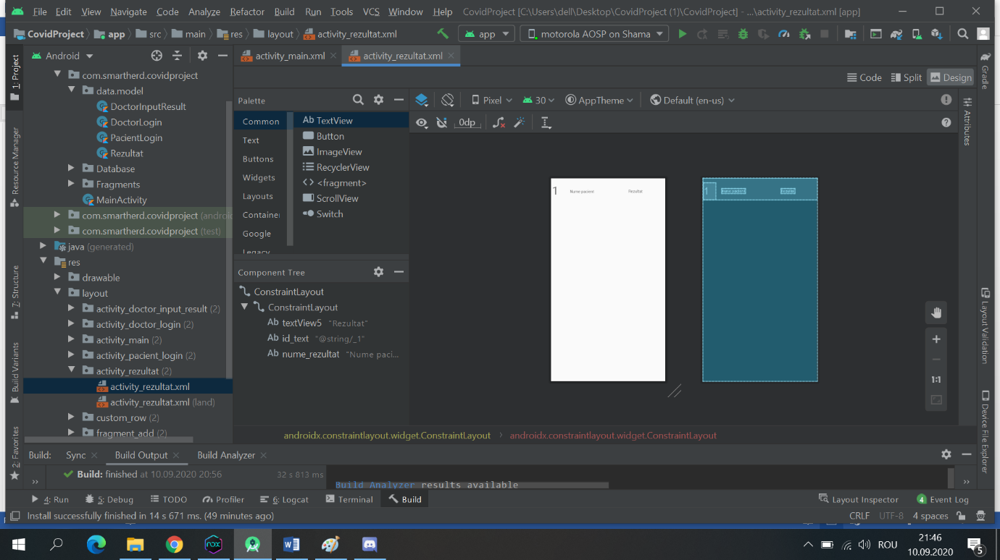 File Edit View Navigate Code Analyze Refactor Build Run Tools VCS Window Help CovidProject [C:\Users\dell\Desktop\CovidProject (1)\CovidProject] - ...\activity_rezultat.xml [app]
CovidProject app src main res layout activity_rezultat.xml app motorola AOSP on Shama
1: Project
Resource Manager
7: Structure
Build Variants
2: Favorites
Android
com.smartherd.covidproject
data.model
DoctorInputResult
DoctorLogin
PacientLogin
Rezultat
Database
Fragments
MainActivity
com.smartherd.covidproject
com.smartherd.covidproject (test)
java (generated)
res
drawable
layout
activity_doctor_input_result (2)
activity_doctor_login (2)
activity_main (2)
activity_pacient_login (2)
activity_rezultat (2)
activity_rezultat.xml
activity_rezultat.xml (land)
custom_row (2)
fragment_add (2)
activity_main.xml activity_rezultat.xml
Code Split Design
Palette
Common
Text
Buttons
Widgets
Layouts
Container
Google
Legacy
Ab TextView
Button
ImageView
RecyclerView
<> <fragment>
ScrollView
Switch
Pixel 30 AppTheme Default (en-us)
0dp
Component Tree
ConstraintLayout
ConstraintLayout
Ab textView5 "Rezultat"
Ab id_text "@string/_1"
Ab nume_rezultat "Nume paci...
1 Nume pacient Rezultat
1 Nume pacient Rezultat
1:1
androidx.constraintlayout.widget.ConstraintLayout > androidx.constraintlayout.widget.ConstraintLayout
Gradle
Attributes
Layout Validation
Device File Explorer
Build: Sync Build Output Build Analyzer
Build: finished at 10.09.2020 20:56 32 s 813 ms
Build Analyzer results available
4: Run 5: Debug TODO Profiler 6: Logcat Terminal Build Layout Inspector 4 Event Log
Install successfully finished in 14 s 671 ms. (49 minutes ago) CRLF UTF-8 4 spaces
nox
W
ROU
21:46
10.09.2020
5